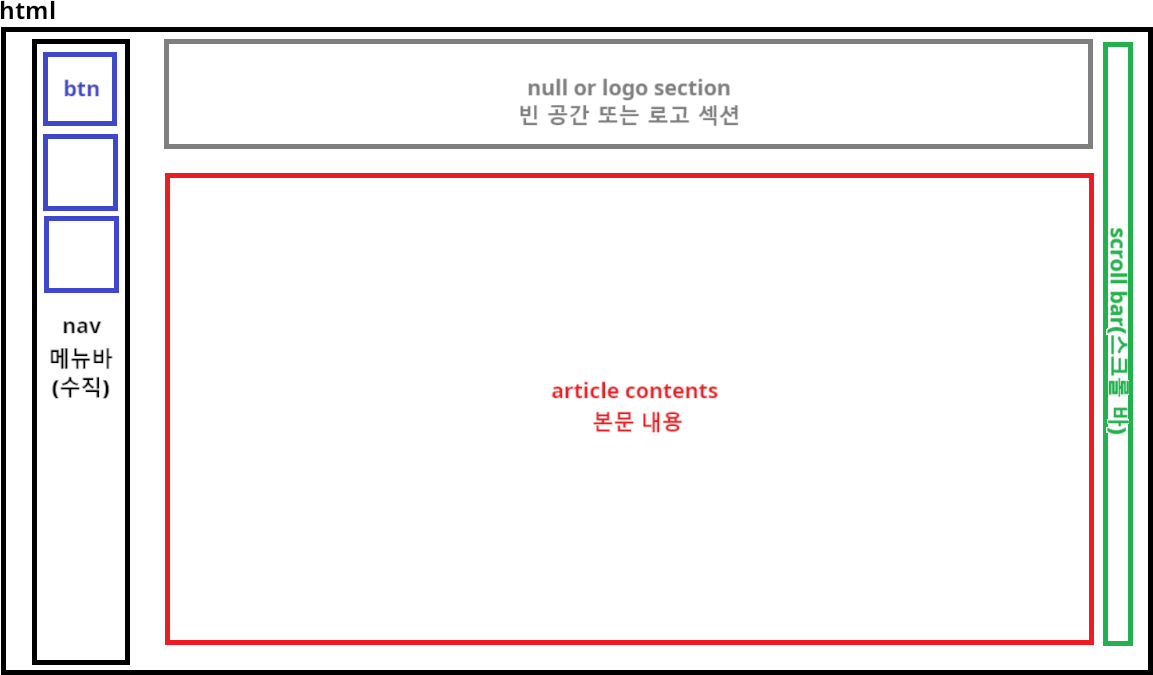 html
btn
nav
메뉴바
(수직)
null or logo section
빈 공간 또는 로고 섹션
article contents
본문 내용
scroll bar(스크롤 바)